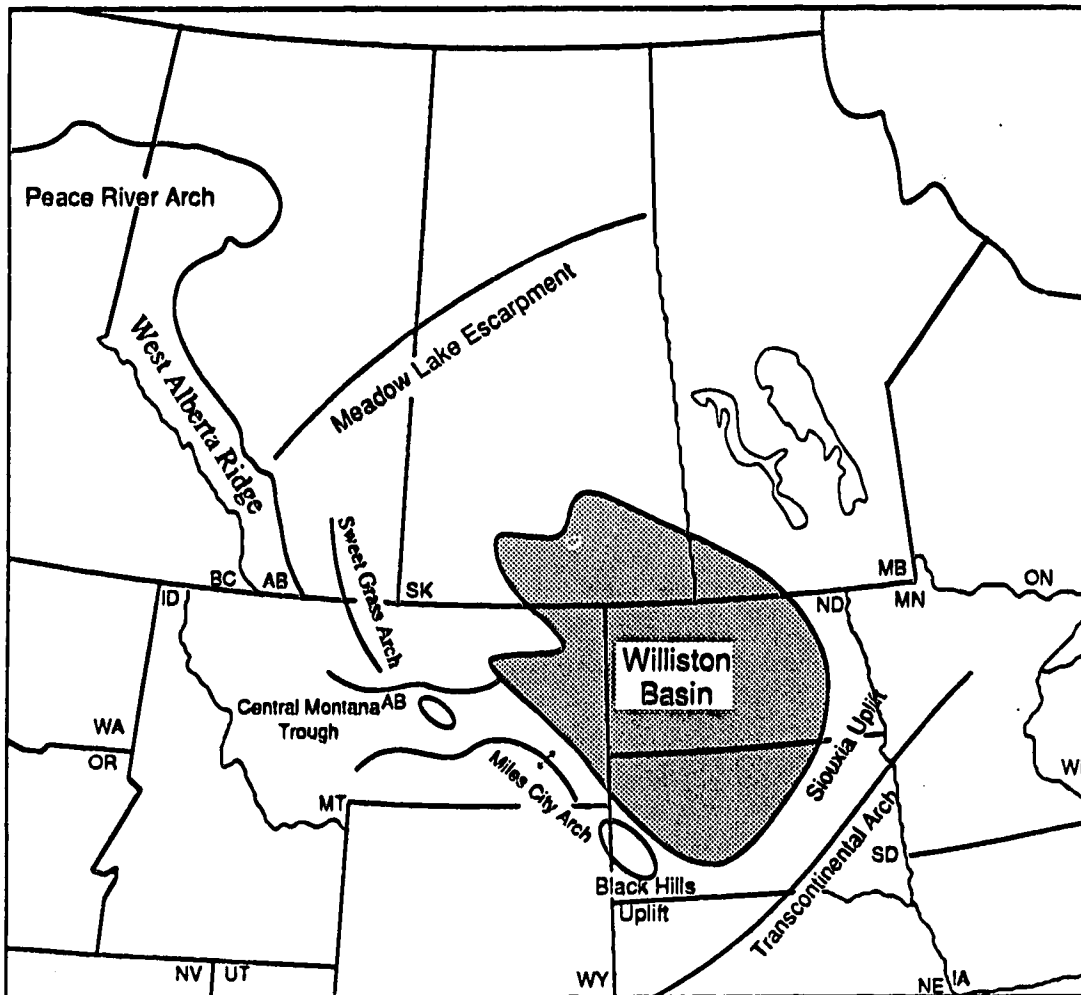 Peace River Arch
West Alberta Ridge
Meadow Lake Escarpment
Sweet Grass Arch
BC
AB
SK
MB
ON
ID
ND
MN
Williston
Basin
Central Montana
Trough
AB
WA
OR
Siouxia Uplift
MT
Miles City Arch
SD
Black Hills
Uplift
Transcontinental Arch
NV
UT
WY
NE
IA